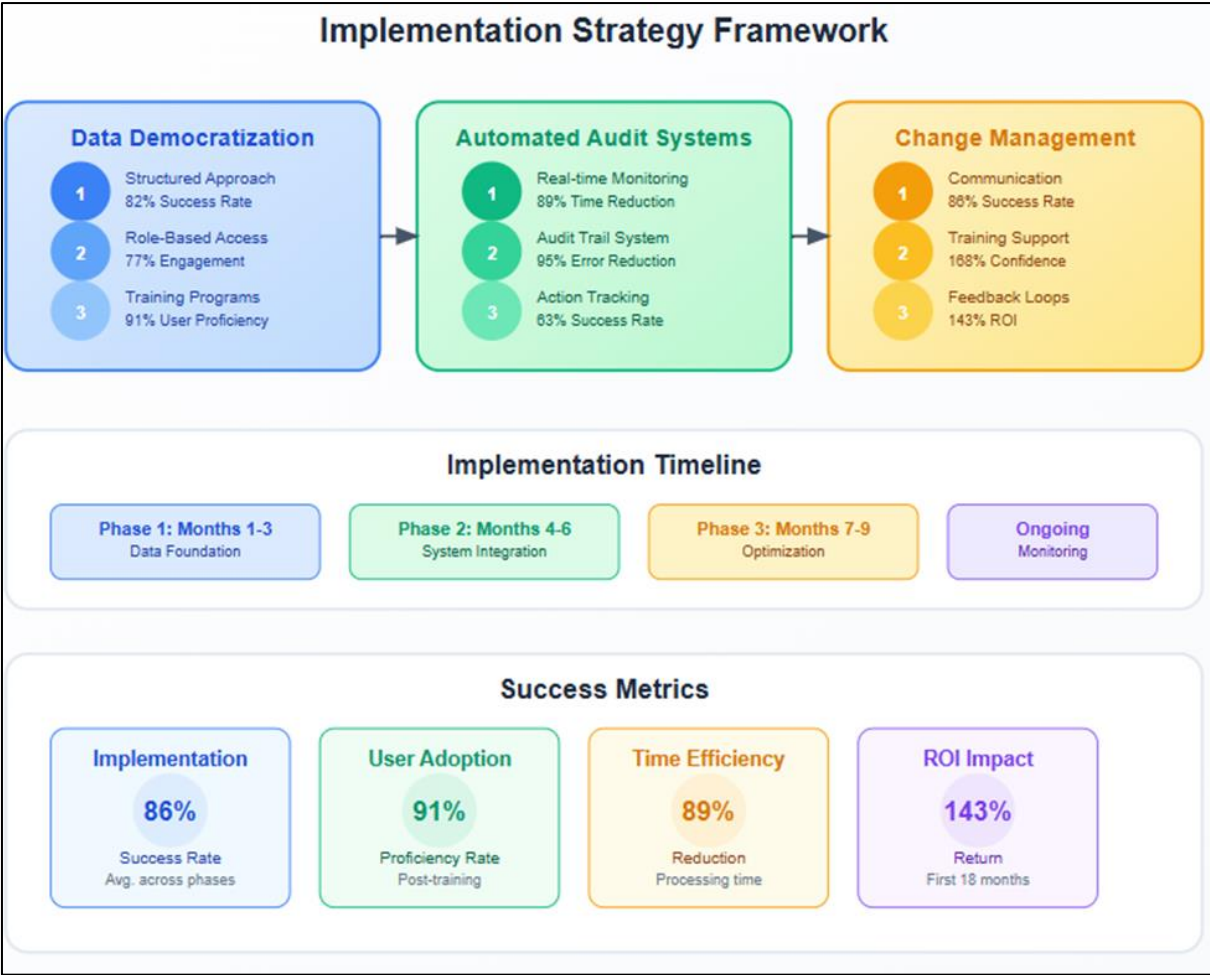 Implementation Strategy Framework
Data Democratization
1
Structured Approach
82% Success Rate
2
Role-Based Access
77% Engagement
3
Training Programs
91% User Proficiency
Automated Audit Systems
1
Real-time Monitoring
89% Time Reduction
2
Audit Trail System
95% Error Reduction
3
Action Tracking
63% Success Rate
Change Management
1
Communication
86% Success Rate
2
Training Support
168% Confidence
3
Feedback Loops
143% ROI
Implementation Timeline
Phase 1: Months 1-3
Data Foundation
Phase 2: Months 4-6
System Integration
Phase 3: Months 7-9
Optimization
Ongoing
Monitoring
Success Metrics
Implementation
86%
Success Rate
Avg. across phases
User Adoption
91%
Proficiency Rate
Post-training
Time Efficiency
89%
Reduction
Processing time
ROI Impact
143%
Return
First 18 months